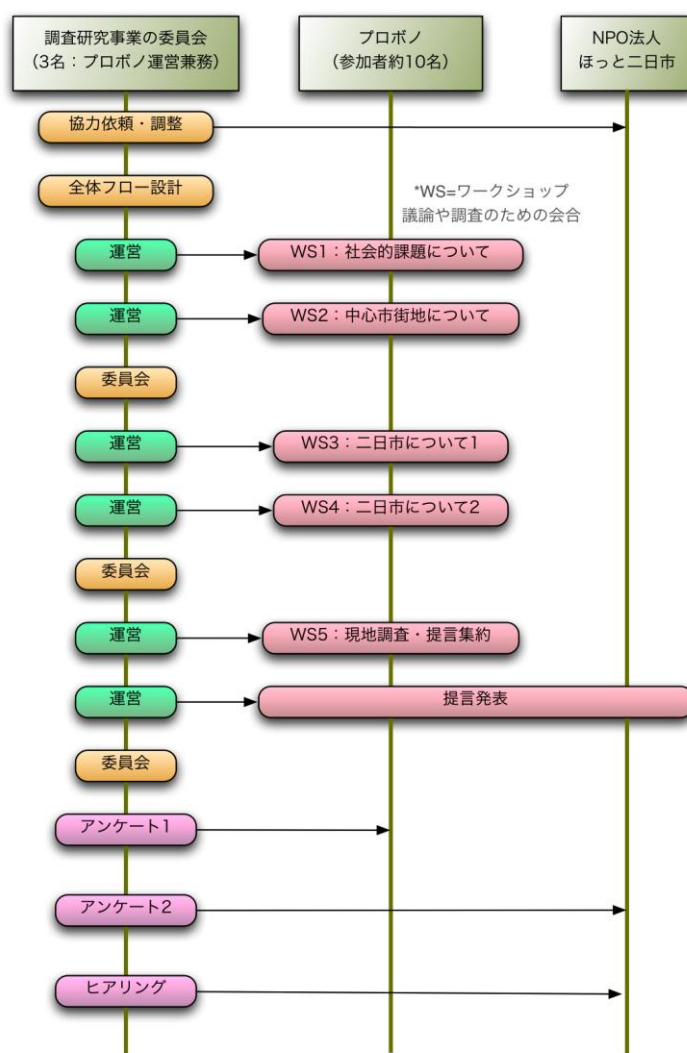 調査研究事業の委員会
（3名：プロボノ運営兼務）
プロボノ
（参加者約10名）
NPO法人
ほっと二日市
協力依頼・調整
全体フロー設計
*WS=ワークショップ
議論や調査のための会合
運営
WS1：社会的課題について
運営
WS2：中心市街地について
委員会
運営
WS3：二日市について1
運営
WS4：二日市について2
委員会
運営
WS5：現地調査・提言集約
運営
提言発表
委員会
アンケート1
アンケート2
ヒアリング